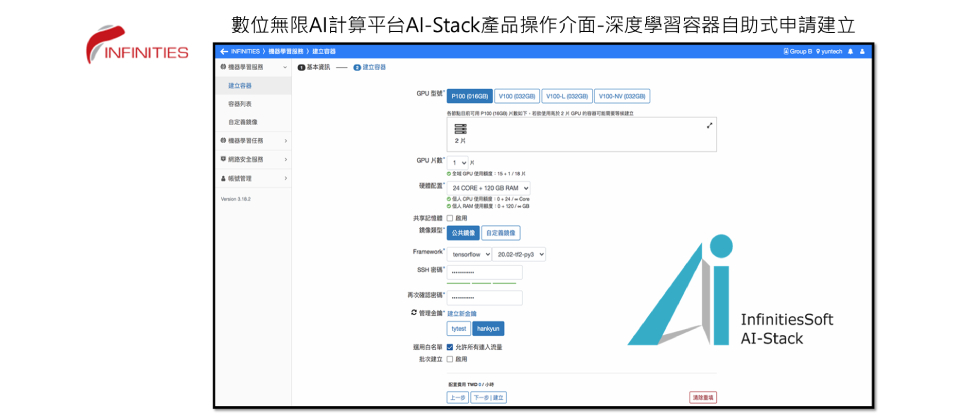 數位無限AI計算平台AI-Stack產品操作介面-深度學習容器自助式申請建立
INFINITIES
INFINITIES 》 機器學習服務 》 建立容器
Group B yuntech
機器學習服務
建立容器
容器列表
自定義鏡像
機器學習任務
網路安全服務
帳號管理
Version 3.16.2
1 基本資訊 2 建立容器
GPU 型號* P100 (016GB) V100 (032GB) V100-L (032GB) V100-NV (032GB)
各節點目前可用 P100 (16GB) 片數如下，若欲使用高於 2 片 GPU 的容器可能需要等候建立
2 片
GPU 片數* 1 片
全域 GPU 使用額度：15 + 1 / 18 片
硬體配置* 24 CORE + 120 GB RAM
個人 CPU 使用額度：0 + 24 / ∞ Core
個人 RAM 使用額度：0 + 120 / ∞ GB
共享記憶體 啟用
鏡像類型* 公共鏡像 自定義鏡像
Framework* tensorflow 20.02-tf2-py3
SSH 密碼* ••••••••••••
再次確認密碼* ••••••••••••
管理金鑰* 建立新金鑰
tytest hankyun
選用白名單 允許所有連入流量
批次建立 啟用
配置費用 TWD 0 / 小時
上一步 下一步 | 建立 清除重填
InfinitiesSoft
AI-Stack